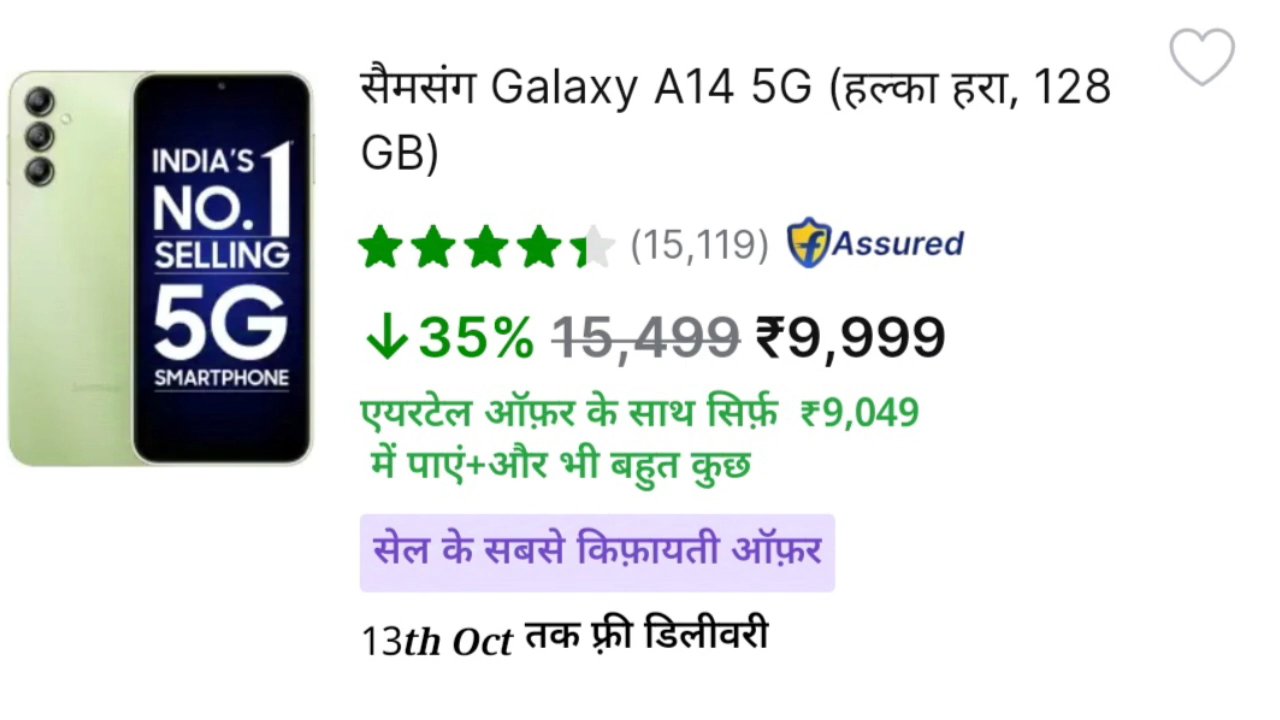 सैमसंग Galaxy A14 5G (हल्का हरा, 128
GB)
INDIA'S 1
NO.
SELLING
5G
SMARTPHONE
(15,119) f Assured
↓35% 15,499 ₹9,999
एयरटेल ऑफ़र के साथ सिर्फ़ ₹9,049
में पाएं+और भी बहुत कुछ
सेल के सबसे किफ़ायती ऑफ़र
13th Oct तक फ़्री डिलीवरी